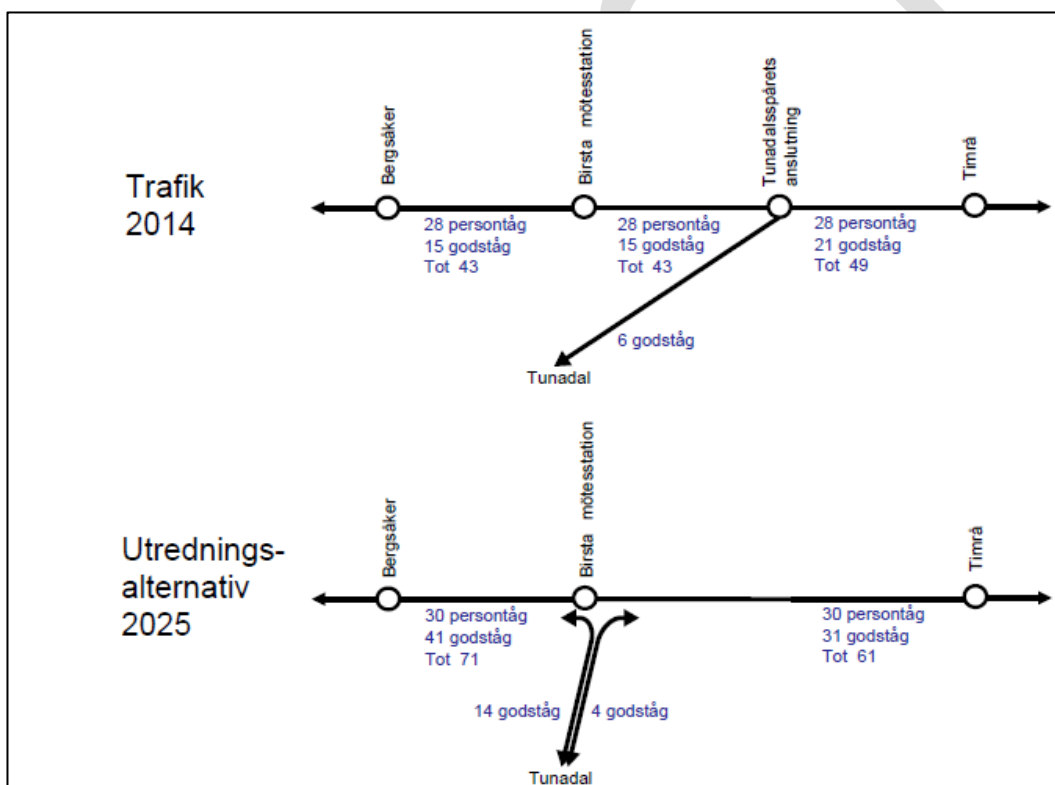 Trafik
2014
Bergsåker
Birsta mötesstation
Tunadalsspårets
anslutning
Timrå
28 persontåg
15 godståg
Tot 43
28 persontåg
15 godståg
Tot 43
28 persontåg
21 godståg
Tot 49
6 godståg
Tunadal
Utrednings-
alternativ
2025
Bergsåker
Birsta mötesstation
Timrå
30 persontåg
41 godståg
Tot 71
30 persontåg
31 godståg
Tot 61
14 godståg
4 godståg
Tunadal